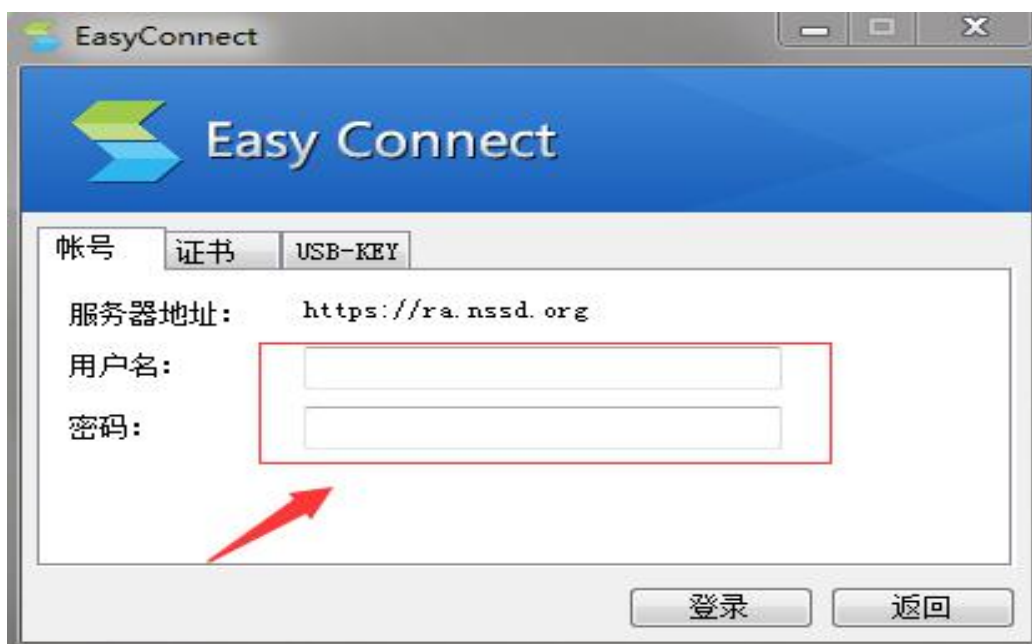 EasyConnect
Easy Connect
帐号 证书 USB-KEY
服务器地址: https://ra.nssd.org
用户名:
密码:
登录 返回